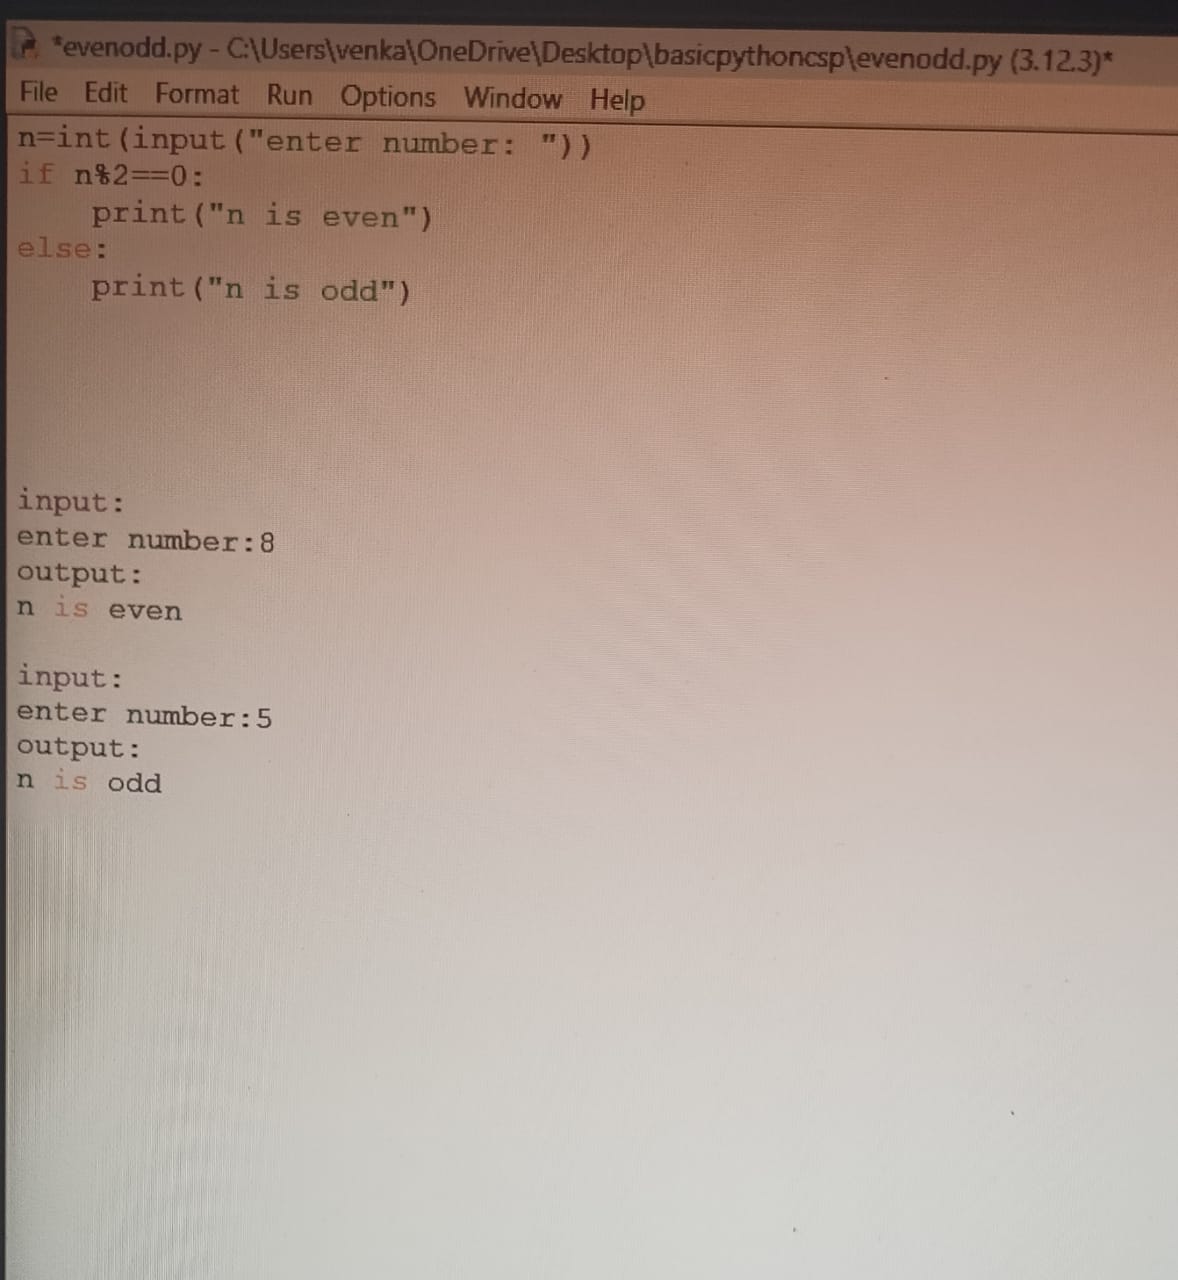 *evenodd.py - C:\Users\venka\OneDrive\Desktop\basicpythoncsp\evenodd.py (3.12.3)*
File Edit Format Run Options Window Help
n=int(input("enter number: "))
if n%2==0:
    print("n is even")
else:
    print("n is odd")
input:
enter number:8
output:
n is even
input:
enter number:5
output:
n is odd